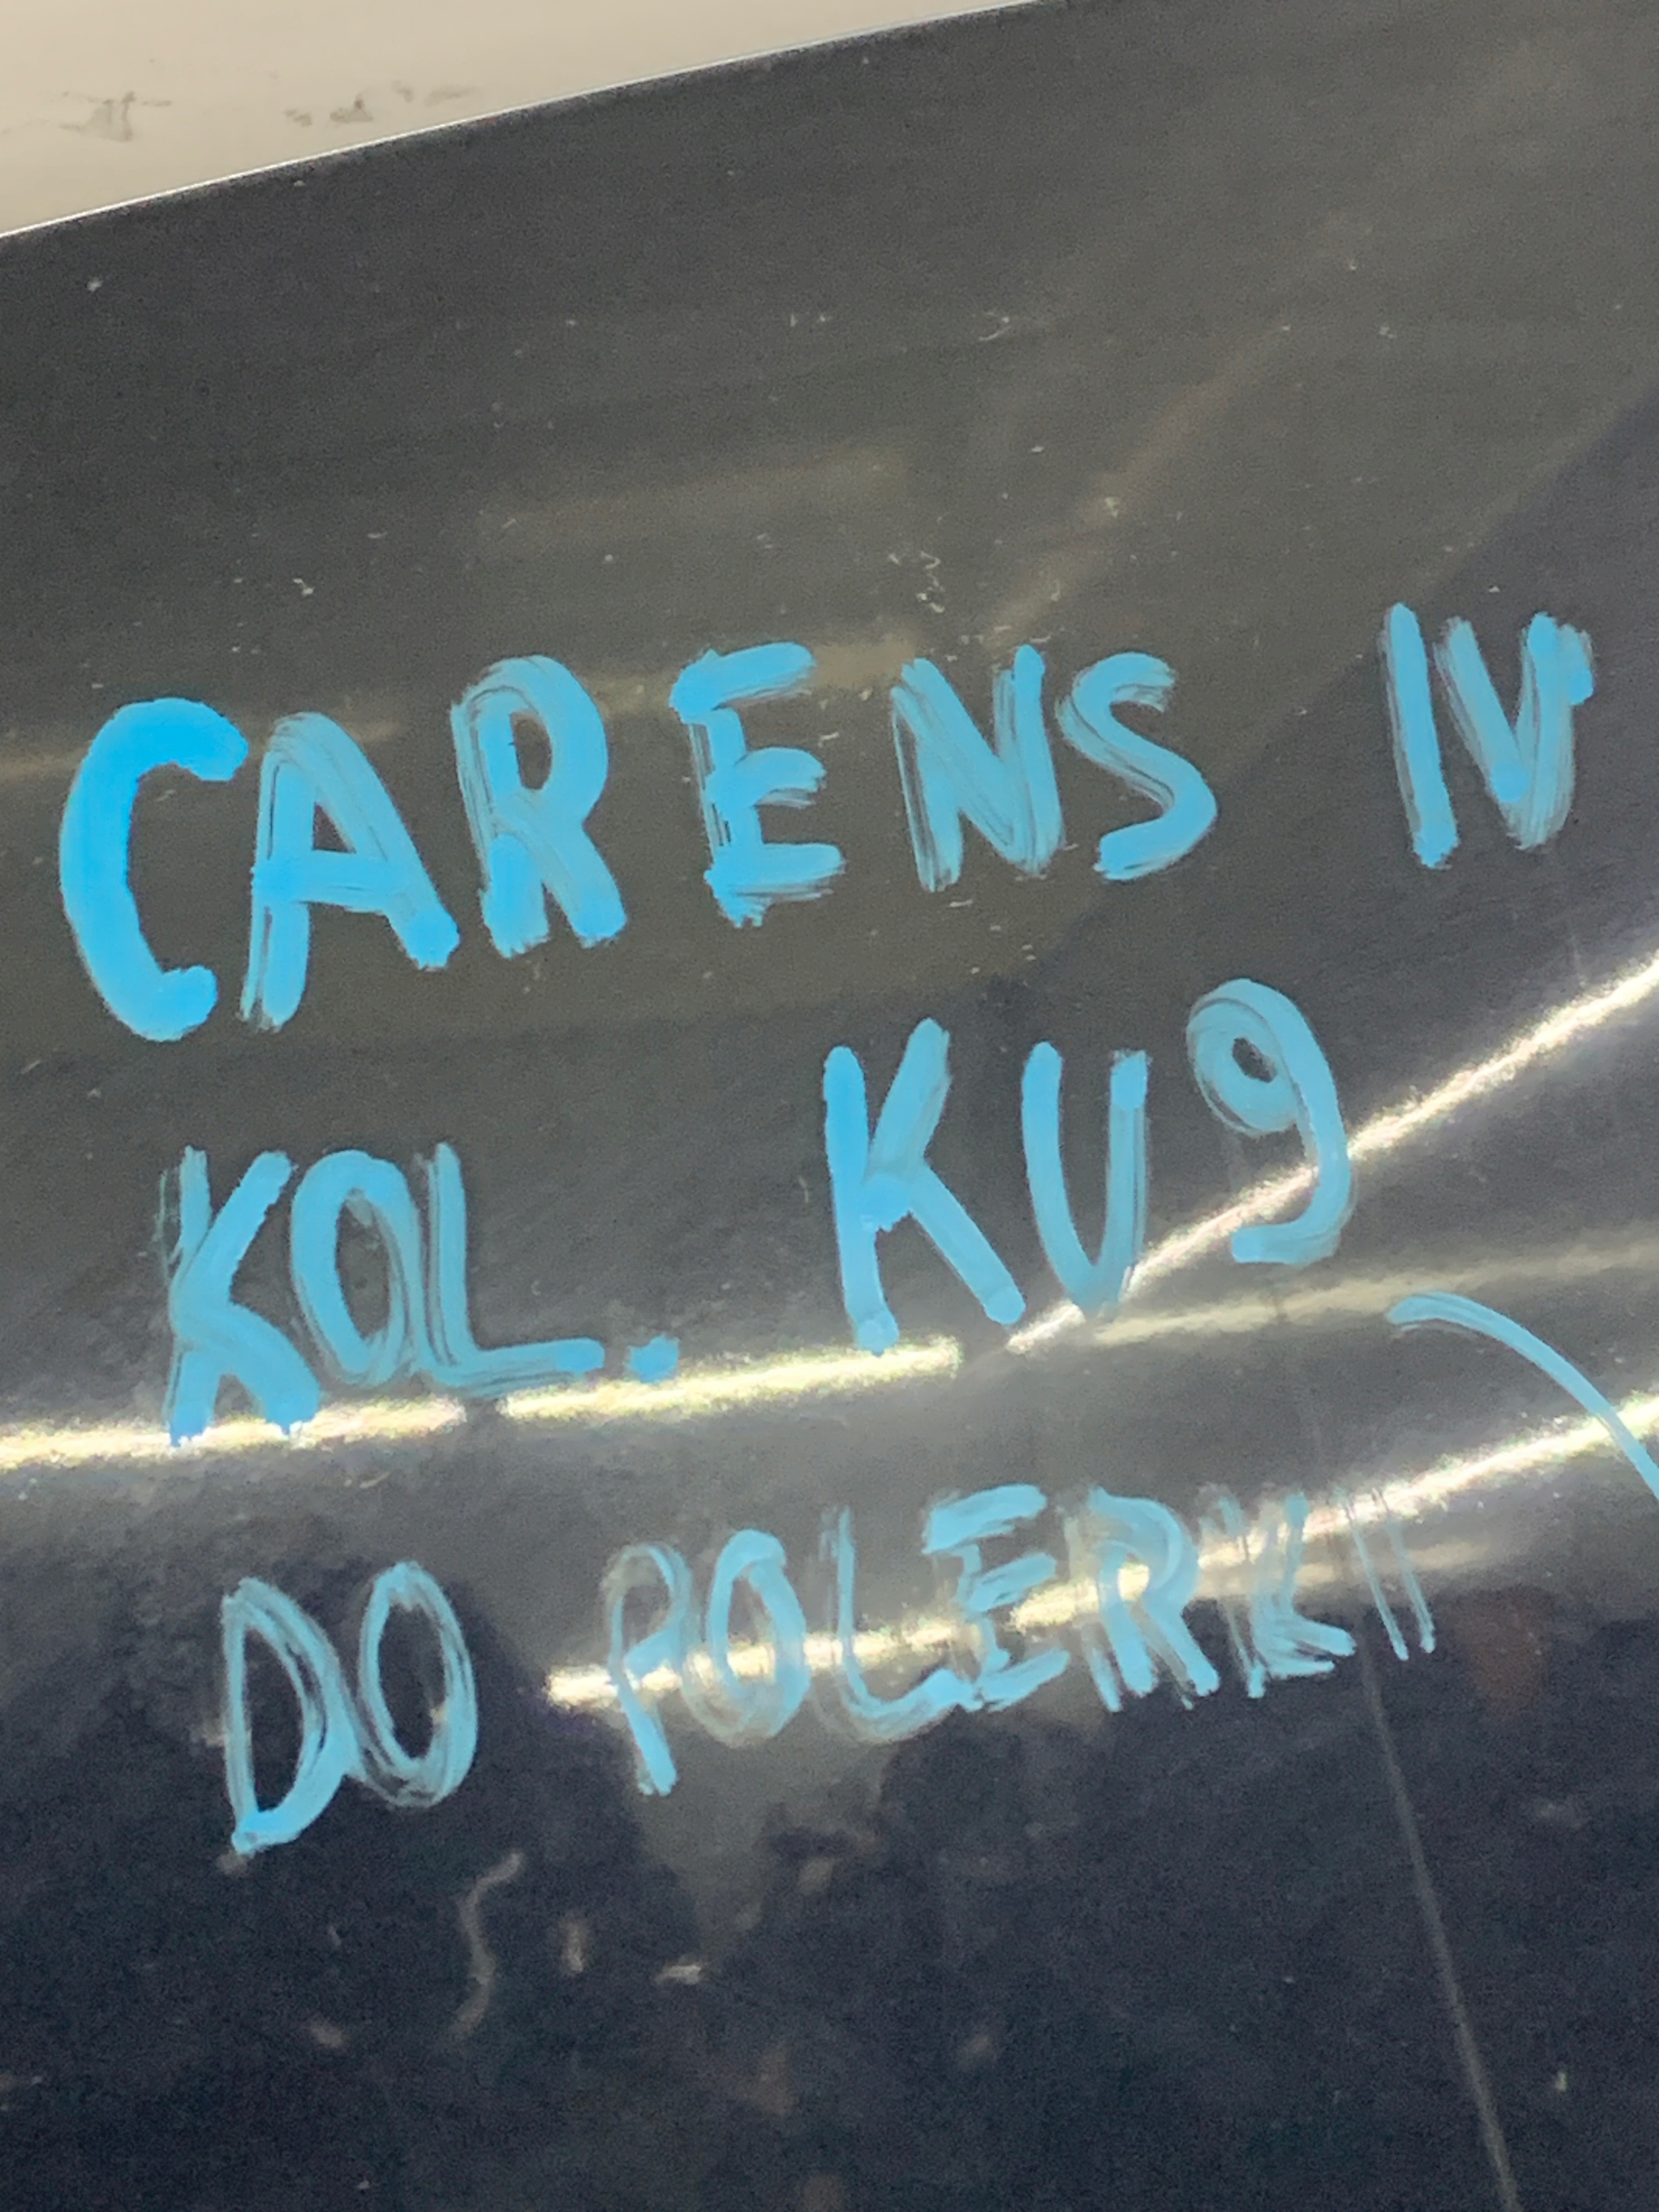 CARENS IV
KOL. KU9
DO POLERKI